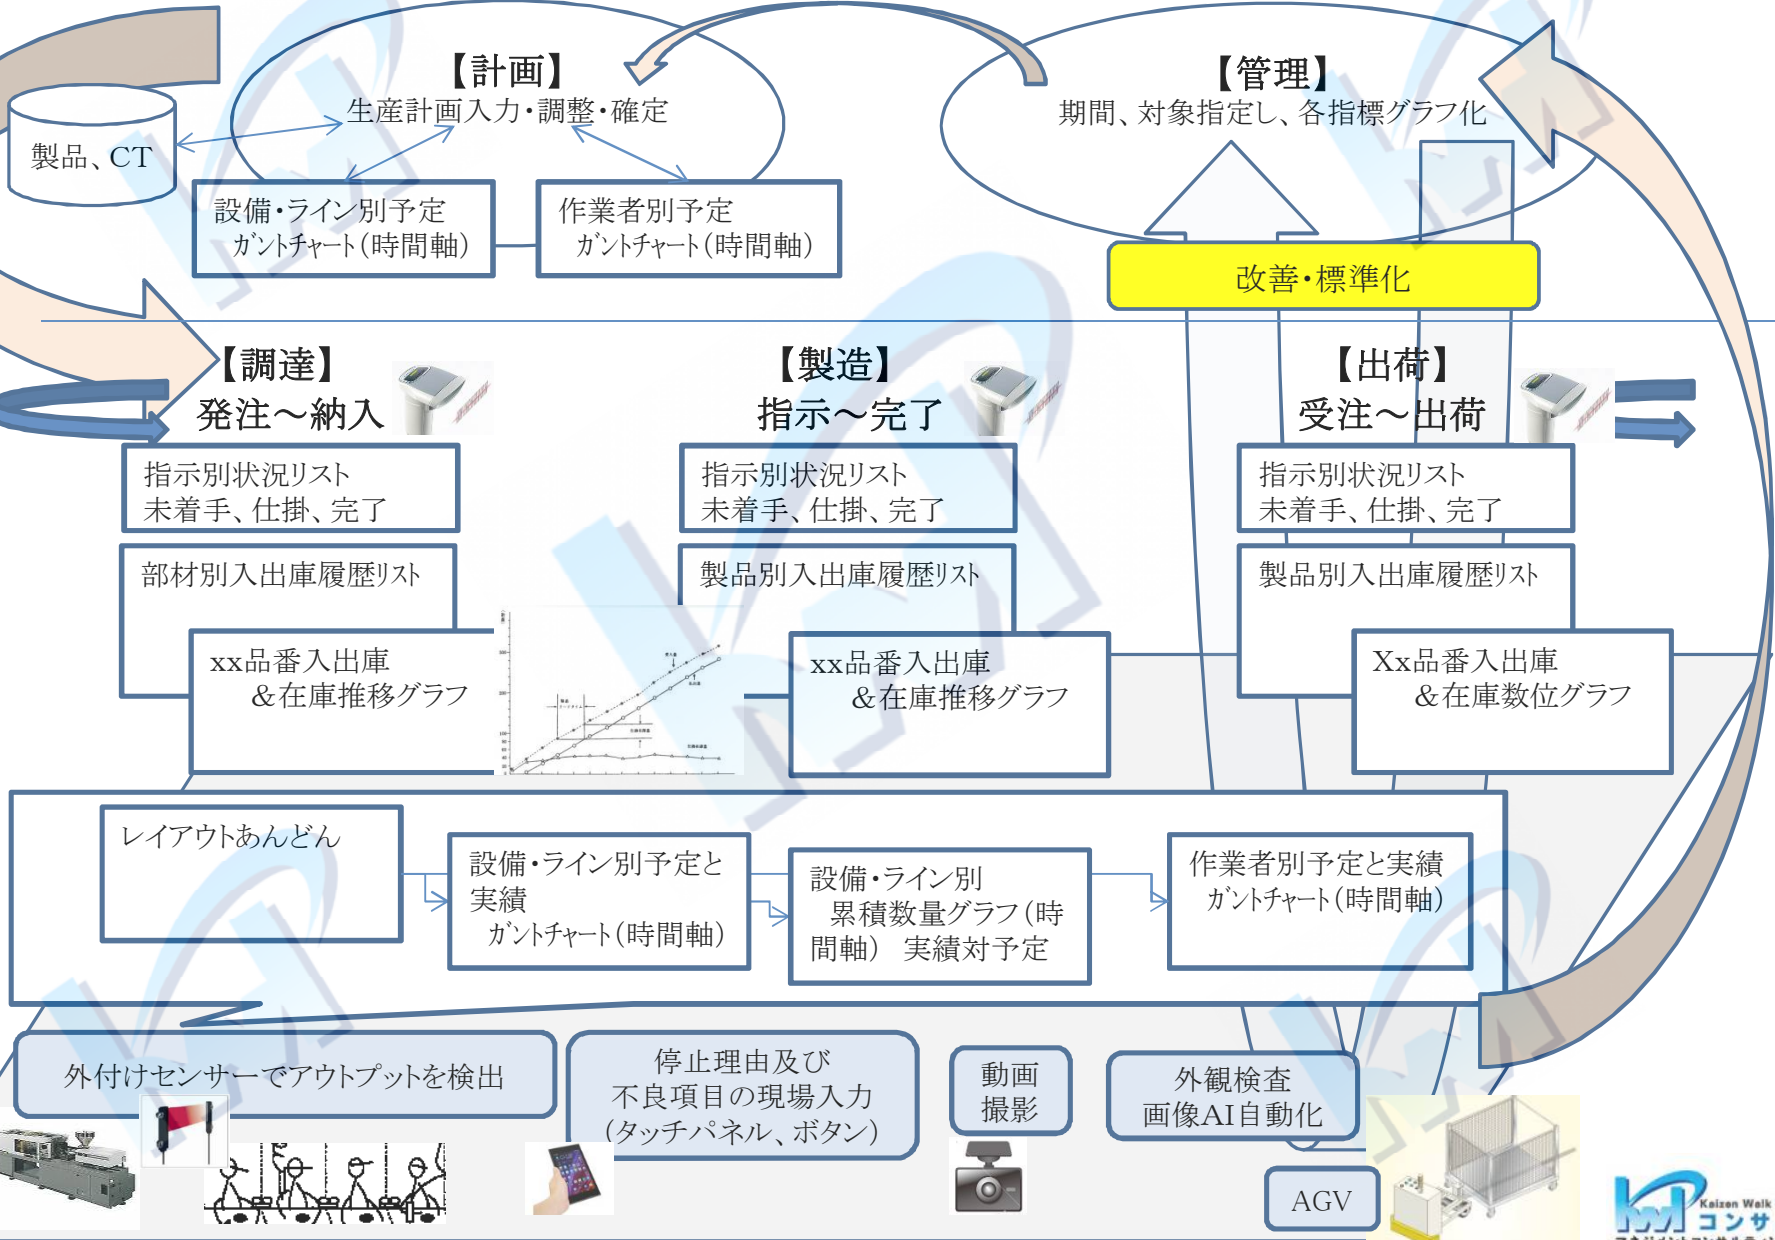 【計画】
生産計画入力・調整・確定
製品、CT
設備・ライン別予定
ガントチャート(時間軸)
作業者別予定
ガントチャート(時間軸)
【管理】
期間、対象指定し、各指標グラフ化
改善・標準化
【調達】
発注～納入
指示別状況リスト
未着手、仕掛、完了
部材別入出庫履歴リスト
xx品番入出庫
＆在庫推移グラフ
【製造】
指示～完了
指示別状況リスト
未着手、仕掛、完了
製品別入出庫履歴リスト
xx品番入出庫
＆在庫推移グラフ
【出荷】
受注～出荷
指示別状況リスト
未着手、仕掛、完了
製品別入出庫履歴リスト
Xx品番入出庫
＆在庫数位グラフ
レイアウトあんどん
設備・ライン別予定と
実績
ガントチャート(時間軸)
設備・ライン別
累積数量グラフ(時
間軸) 実績対予定
作業者別予定と実績
ガントチャート(時間軸)
外付けセンサーでアウトプットを検出
停止理由及び
不良項目の現場入力
(タッチパネル、ボタン)
動画
撮影
外観検査
画像AI自動化
AGV
Kaizen Walk
コンサ